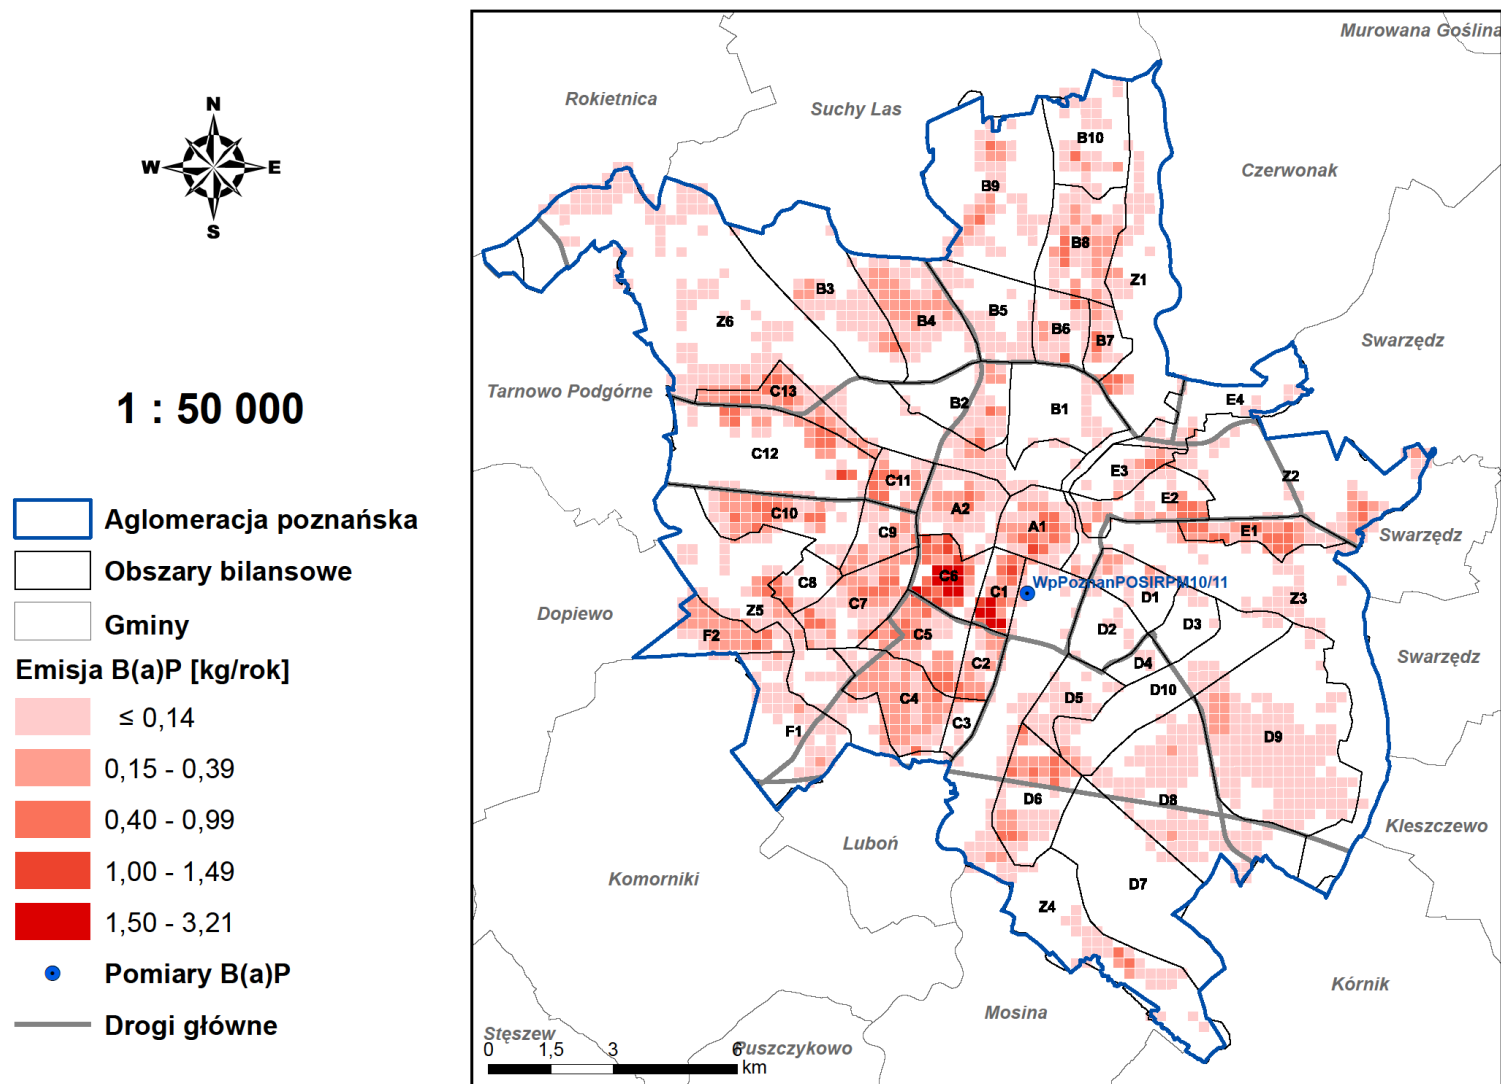 N
W
E
S
1 : 50 000
Aglomeracja poznańska
Obszary bilansowe
Gminy
Emisja B(a)P [kg/rok]
≤ 0,14
0,15 - 0,39
0,40 - 0,99
1,00 - 1,49
1,50 - 3,21
Pomiary B(a)P
Drogi główne
Murowana Goślina
Rokietnica
Suchy Las
Czerwonak
B10
B9
B8
Z1
B3
Z6
B4
B5
B6
B7
Swarzędz
Tarnowo Podgórne
C13
B2
B1
E4
C12
E3
Z2
C11
E2
C10
A2
A1
E1
Swarzędz
C9
C6
C8
C1
WpPoznanPOSIRPM10/11
D1
Z3
Dopiewo
Z5
C7
D2
D3
F2
C5
C2
D4
Swarzędz
D10
C4
D5
F1
C3
D9
D6
D8
Kleszczewo
Luboń
Komorniki
D7
Z4
Kórnik
Mosina
Stęszew
Puszczykowo
0 1,5 3 6
km